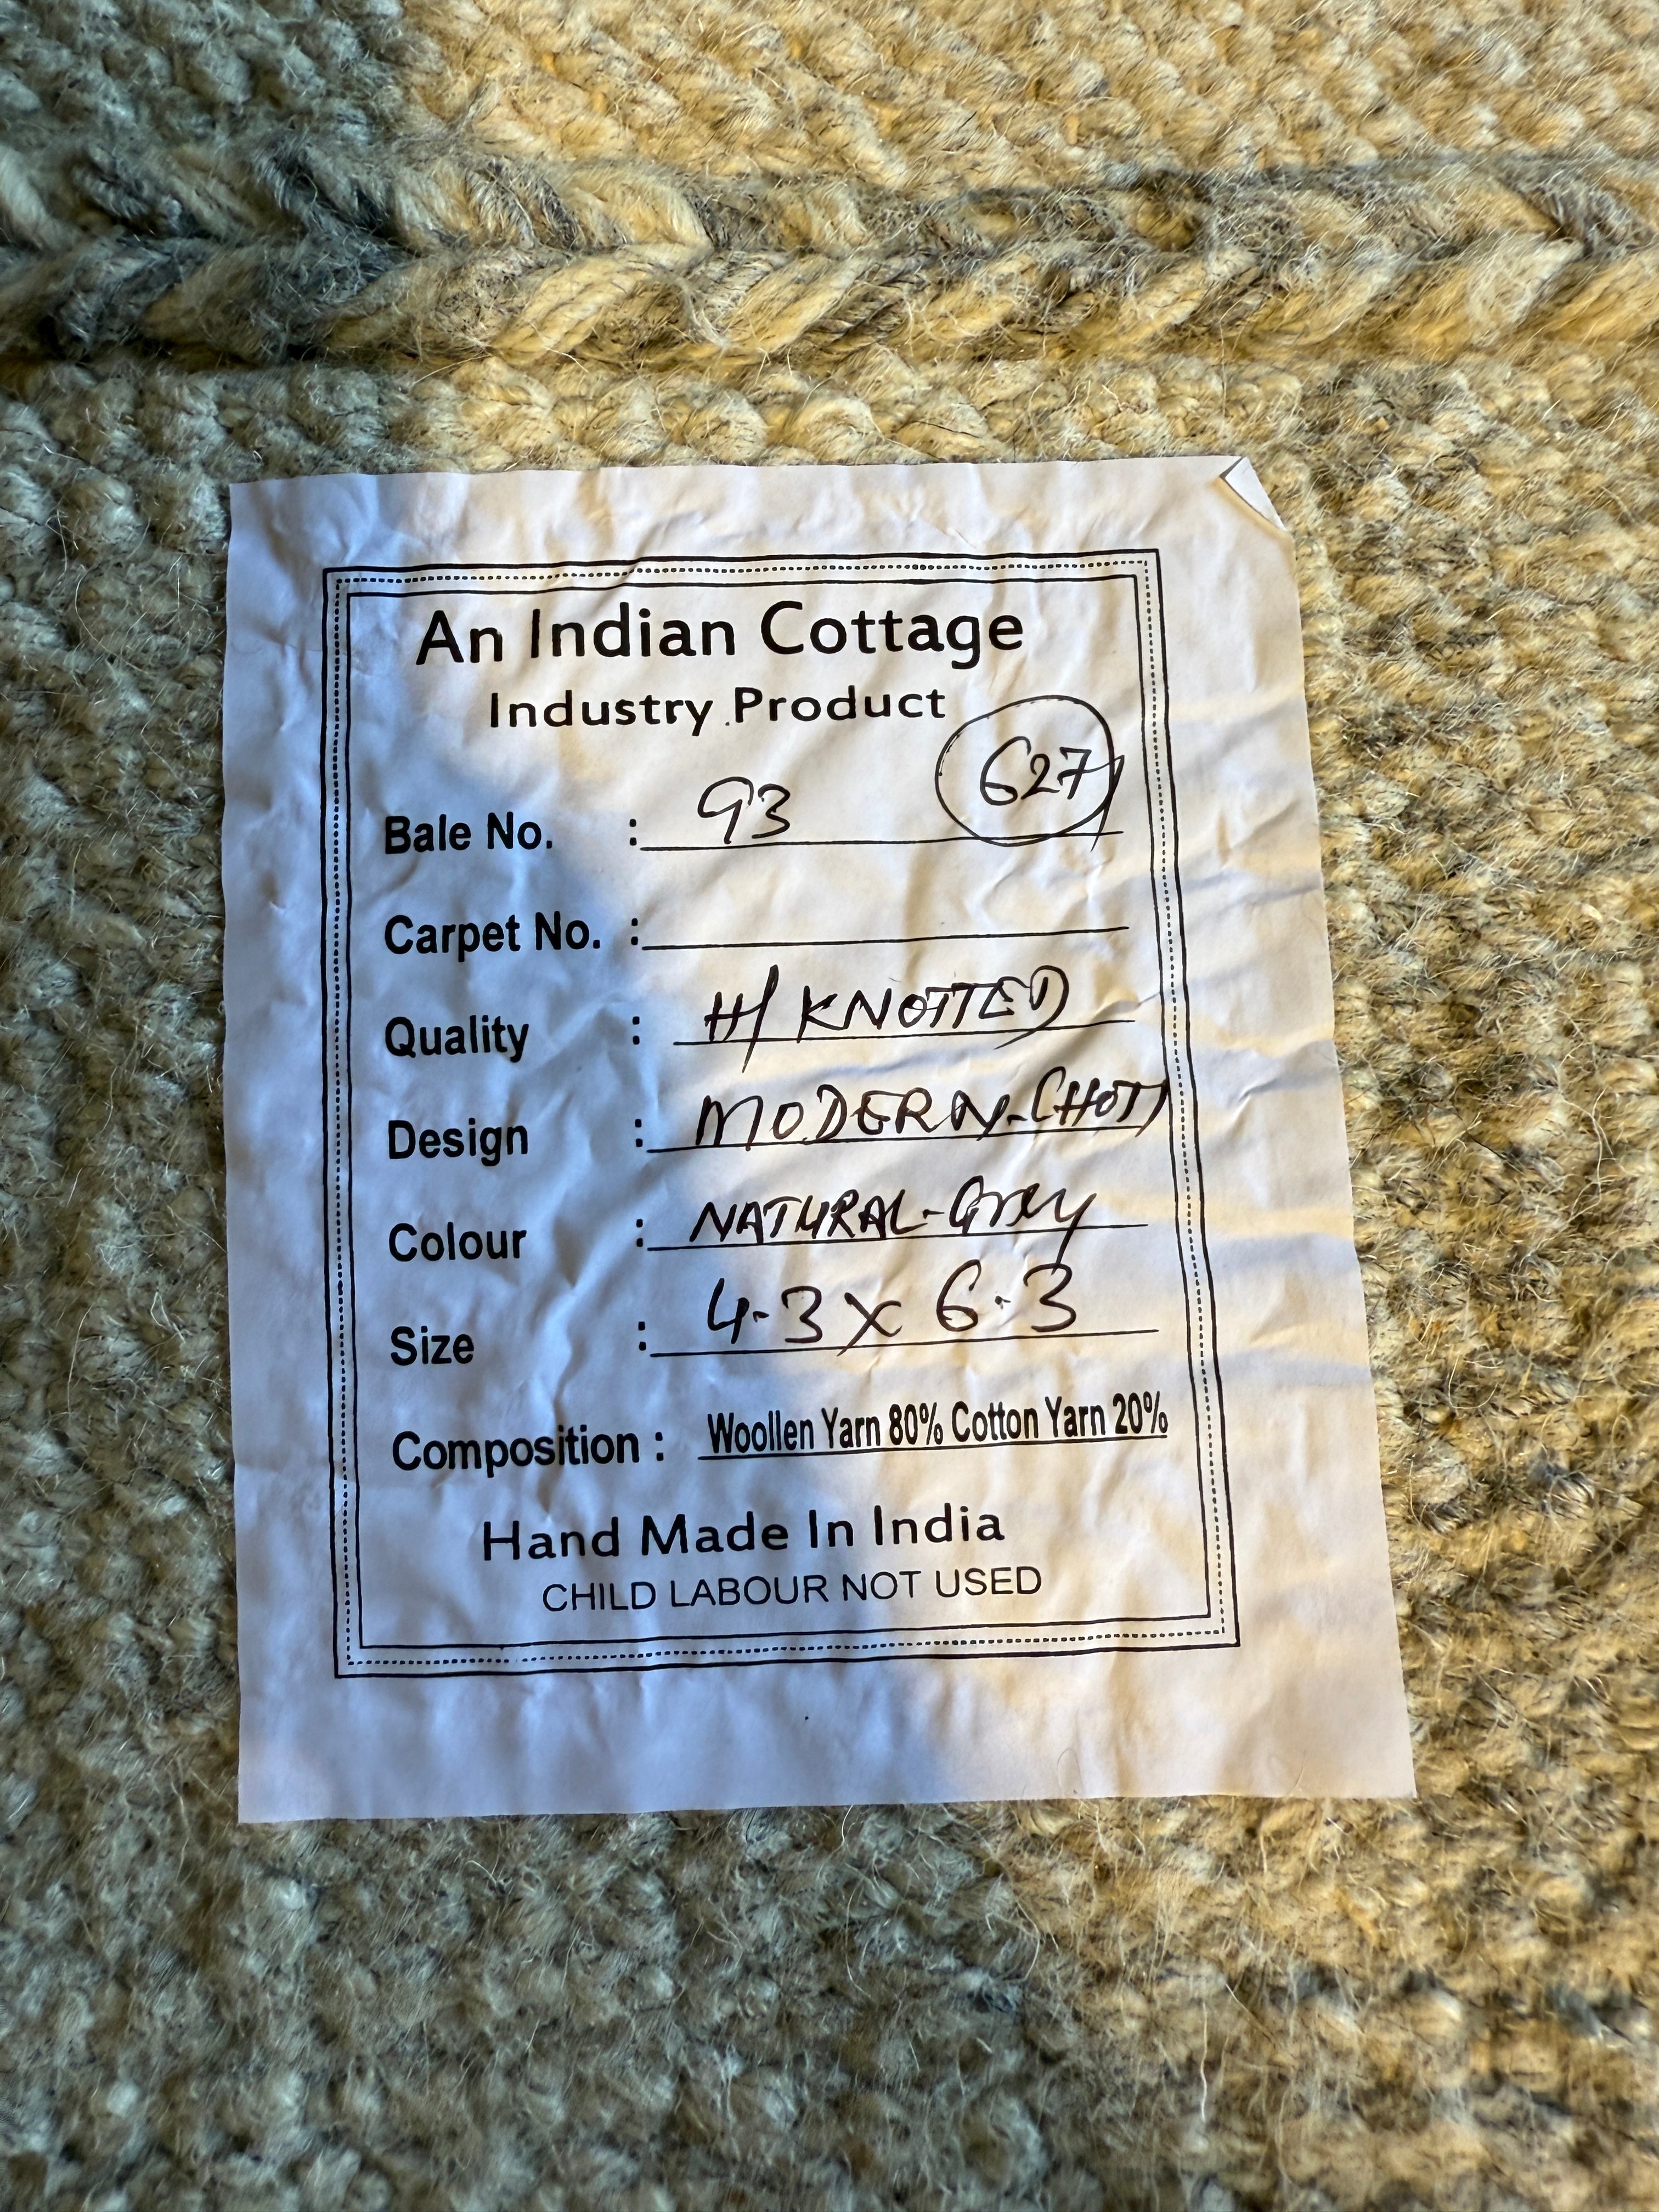 An Indian Cottage
Industry Product
Bale No. : 93 627
Carpet No. :
Quality : H/ KNOTTED
Design : MODERN-CHOTI
Colour : NATURAL-Grey
Size : 4.3 x 6.3
Composition : Woollen Yarn 80% Cotton Yarn 20%
Hand Made In India
CHILD LABOUR NOT USED